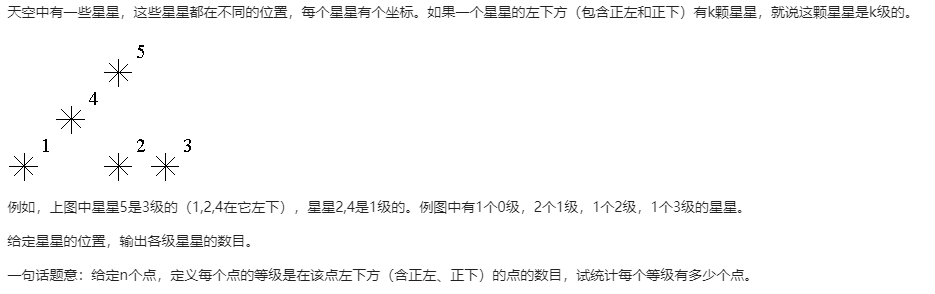 天空中有一些星星，这些星星都在不同的位置，每个星星有个坐标。如果一个星星的左下方（包含正左和正下）有k颗星星，就说这颗星星是k级的。
5
4
1 2 3
例如，上图中星星5是3级的（1,2,4在它左下），星星2,4是1级的。例图中有1个0级，2个1级，1个2级，1个3级的星星。
给定星星的位置，输出各级星星的数目。
一句话题意：给定n个点，定义每个点的等级是在该点左下方（含正左、正下）的点的数目，试统计每个等级有多少个点。